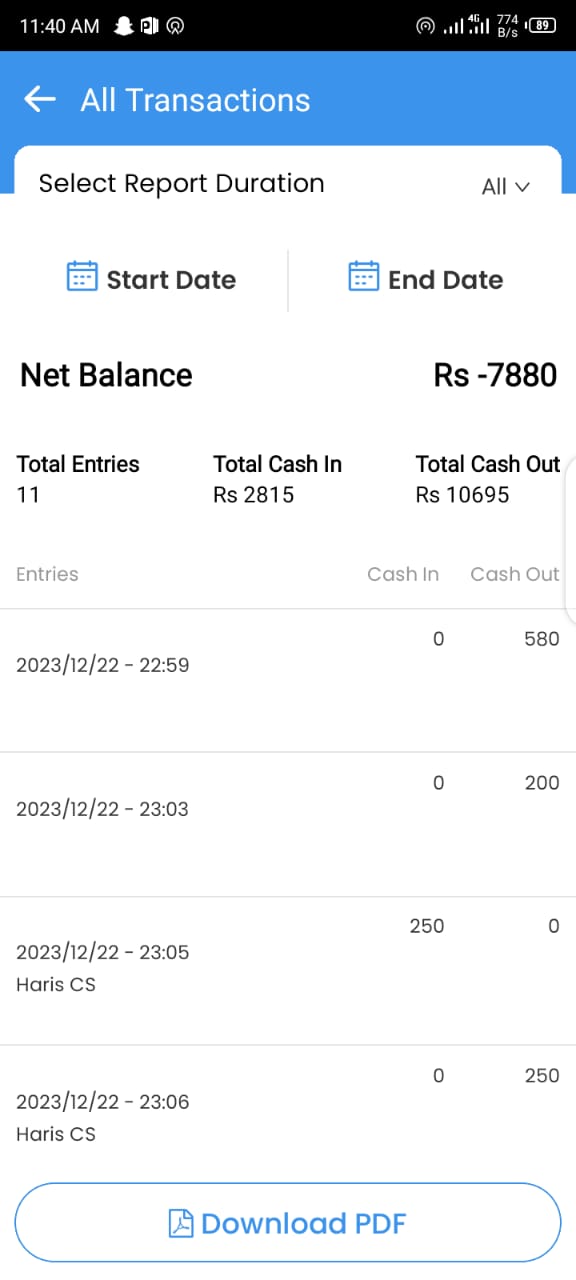 11:40 AM 4G 774 B/s 89
All Transactions
Select Report Duration All
Start Date End Date
Net Balance Rs -7880
Total Entries Total Cash In Total Cash Out
11 Rs 2815 Rs 10695
Entries Cash In Cash Out
0 580
2023/12/22 - 22:59
0 200
2023/12/22 - 23:03
250 0
2023/12/22 - 23:05
Haris CS
0 250
2023/12/22 - 23:06
Haris CS
Download PDF